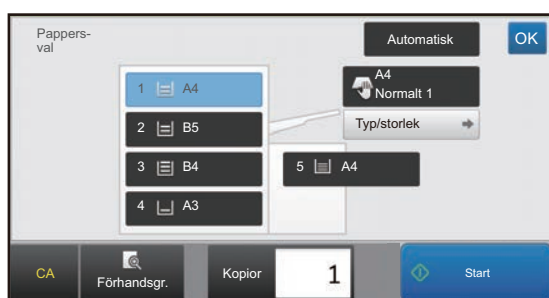 Pappers-
val
Automatisk
OK
1 A4
A4
Normalt 1
2 B5
Typ/storlek
3 B4
5 A4
4 A3
CA
Förhandsgr.
Kopior
1
Start